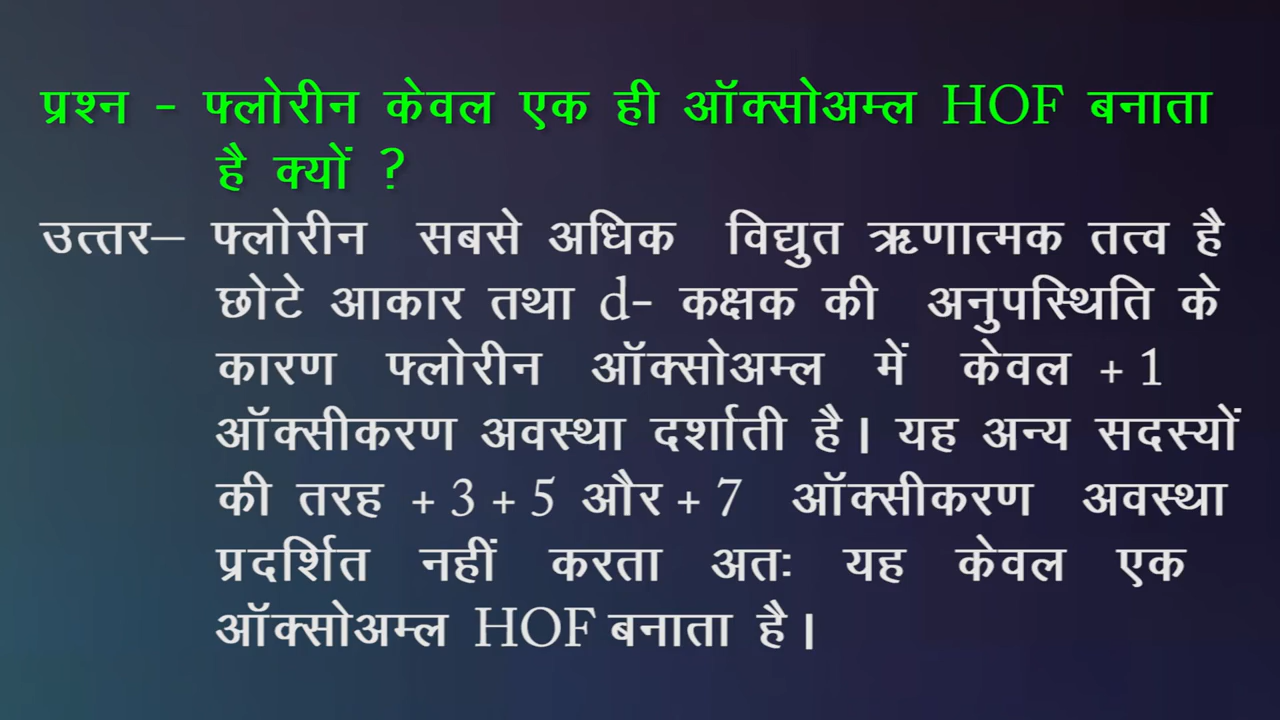 प्रश्न - फ्लोरीन केवल एक ही ऑक्सोअम्ल HOF बनाता
है क्यों ?
उत्तर– फ्लोरीन सबसे अधिक विद्युत ऋणात्मक तत्व है
छोटे आकार तथा d- कक्षक की अनुपस्थिति के
कारण फ्लोरीन ऑक्सोअम्ल में केवल + 1
ऑक्सीकरण अवस्था दर्शाती है। यह अन्य सदस्यों
की तरह + 3 + 5 और + 7 ऑक्सीकरण अवस्था
प्रदर्शित नहीं करता अतः यह केवल एक
ऑक्सोअम्ल HOF बनाता है।